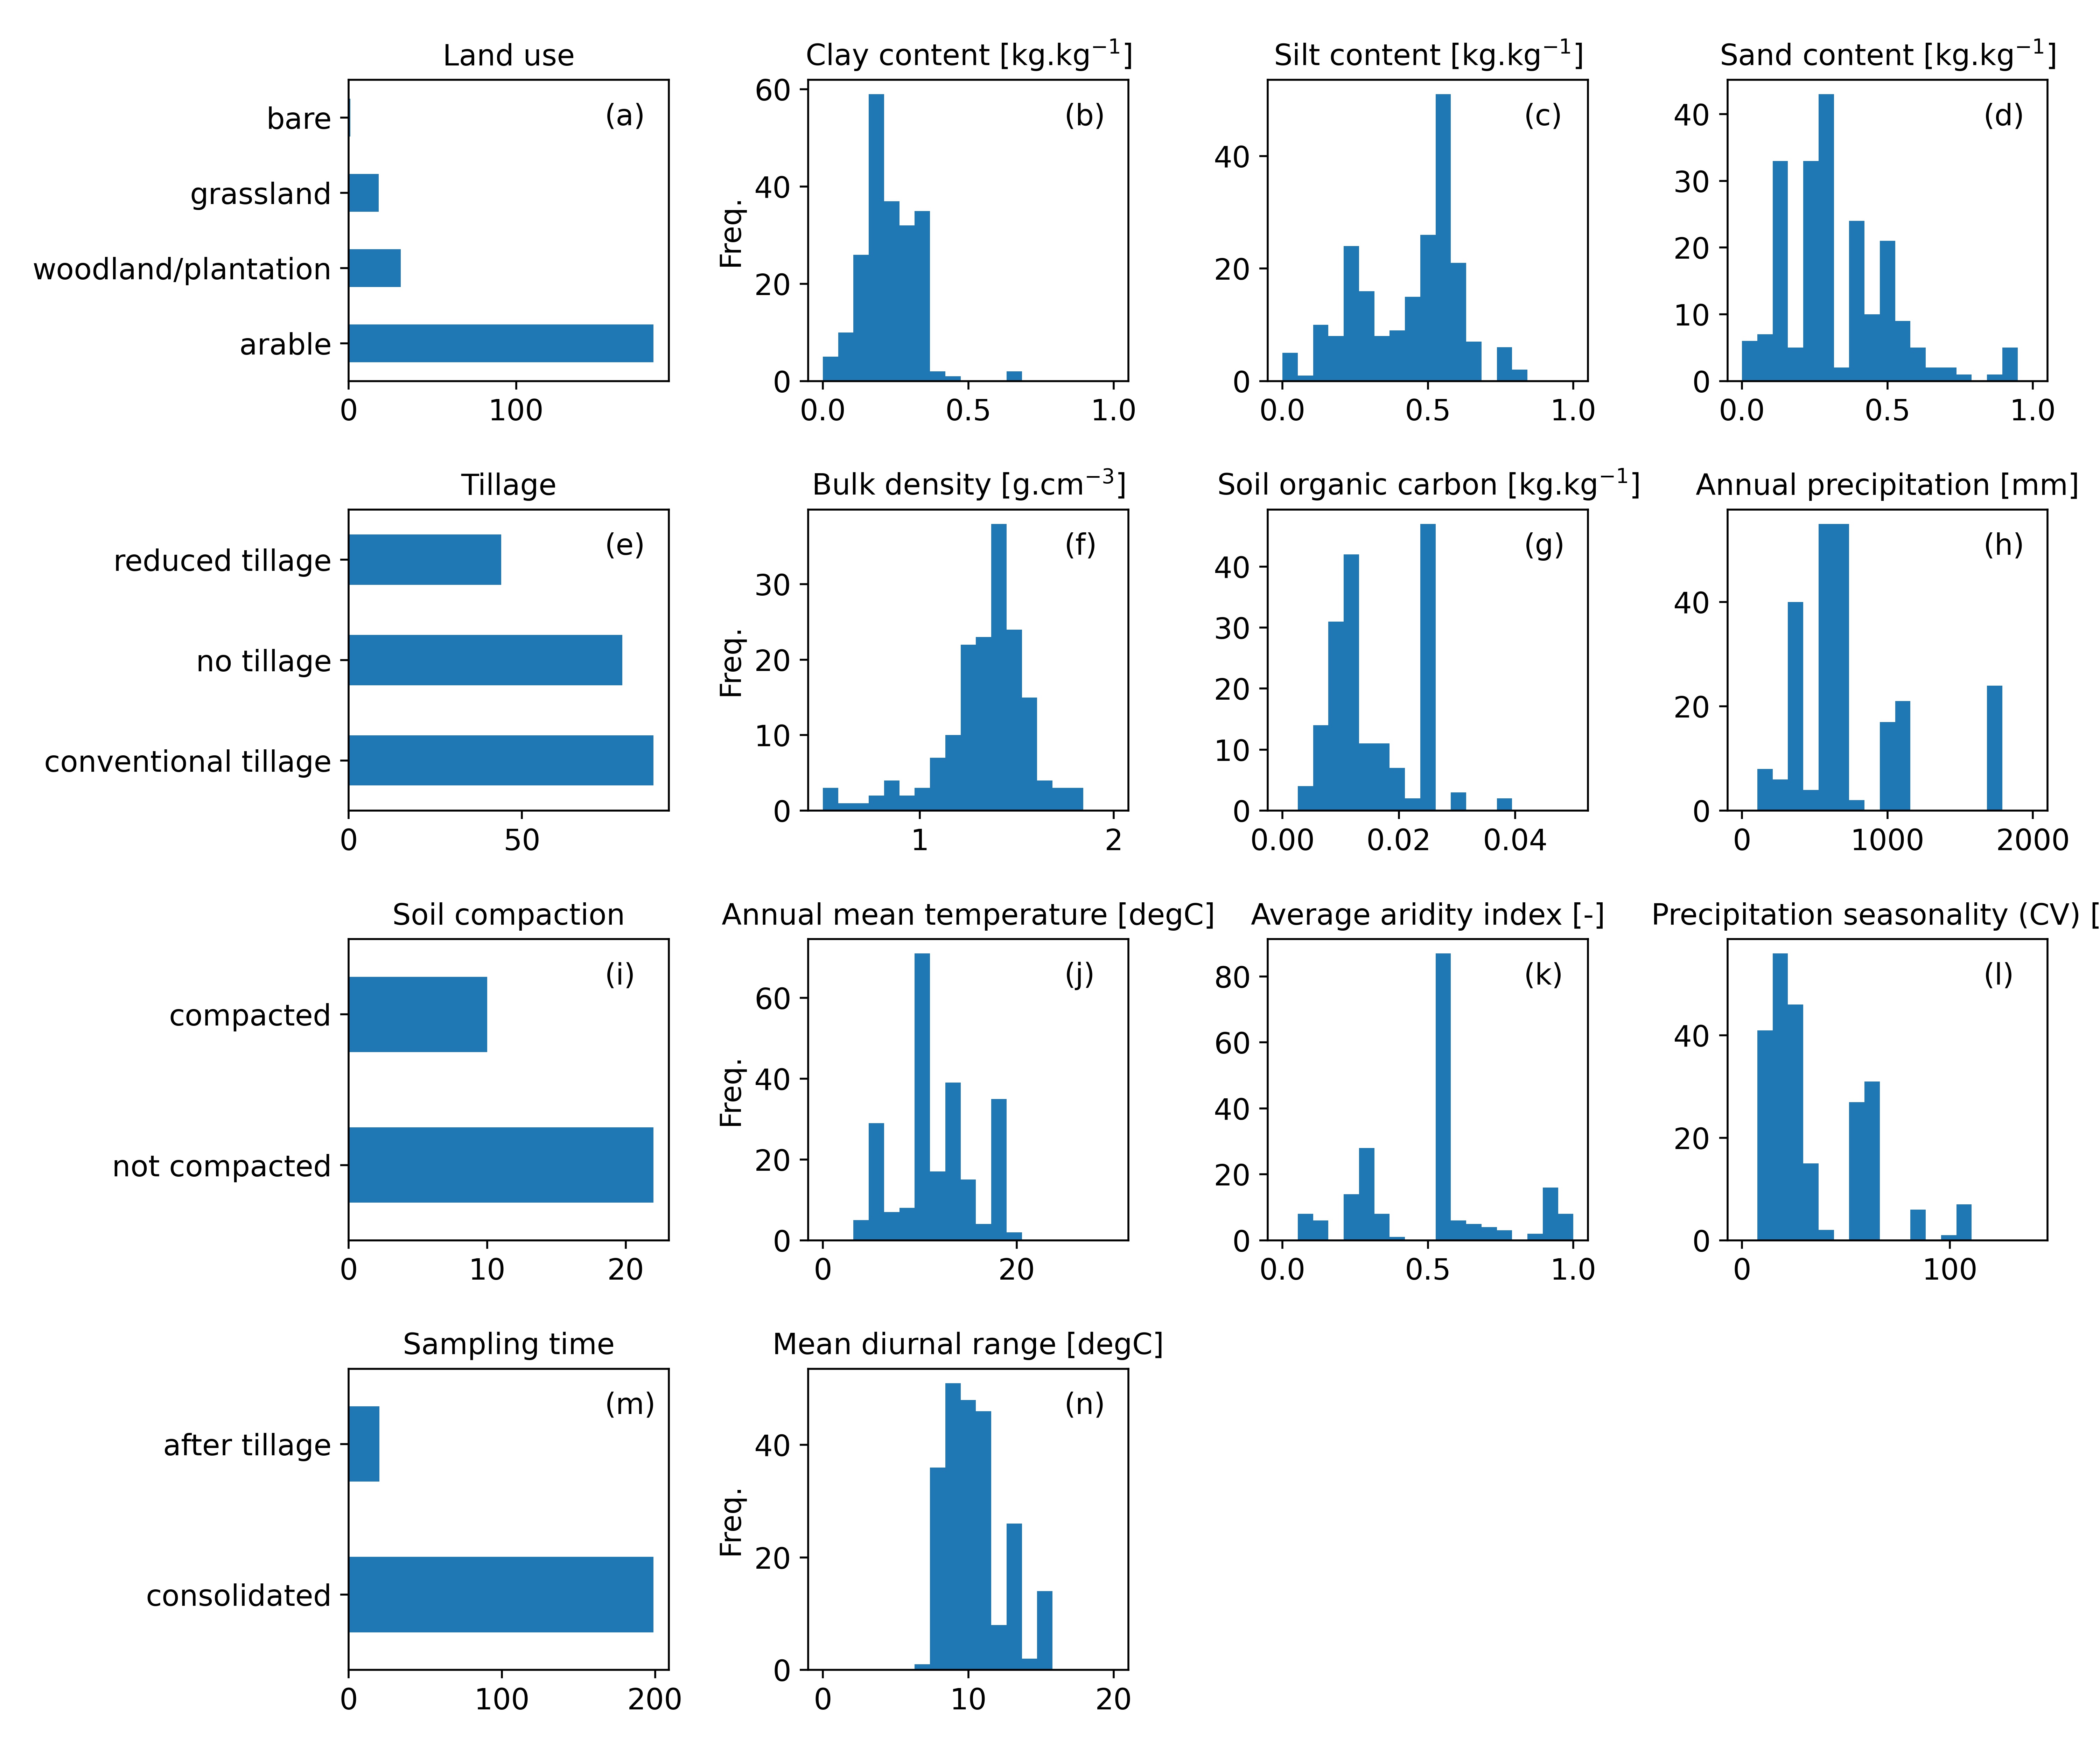 Land use
bare
grassland
woodland/plantation
arable
0 100
(a)
Clay content [kg.kg⁻¹]
Freq.
60
40
20
0
0.0 0.5 1.0
(b)
Silt content [kg.kg⁻¹]
40
20
0
0.0 0.5 1.0
(c)
Sand content [kg.kg⁻¹]
40
30
20
10
0
0.0 0.5 1.0
(d)
Tillage
reduced tillage
no tillage
conventional tillage
0 50
(e)
Bulk density [g.cm⁻³]
Freq.
30
20
10
0
1 2
(f)
Soil organic carbon [kg.kg⁻¹]
40
30
20
10
0
0.00 0.02 0.04
(g)
Annual precipitation [mm]
40
20
0
0 1000 2000
(h)
Soil compaction
compacted
not compacted
0 10 20
(i)
Annual mean temperature [degC]
Freq.
60
40
20
0
0 20
(j)
Average aridity index [-]
80
60
40
20
0
0.0 0.5 1.0
(k)
Precipitation seasonality (CV) [
40
20
0
0 100
(l)
Sampling time
after tillage
consolidated
0 100 200
(m)
Mean diurnal range [degC]
Freq.
40
20
0
0 10 20
(n)